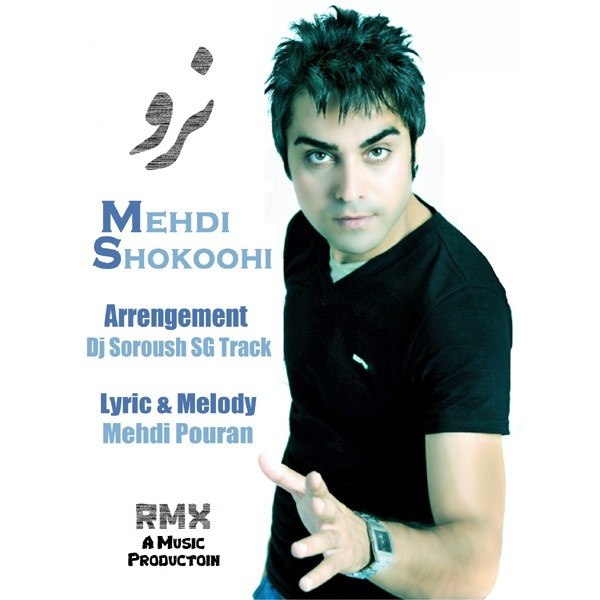 نرو
MEHDI
SHOKOOHI
Arrengement
Dj Soroush SG Track
Lyric & Melody
Mehdi Pouran
RMX
A MUSIC
PRODUCTOIN